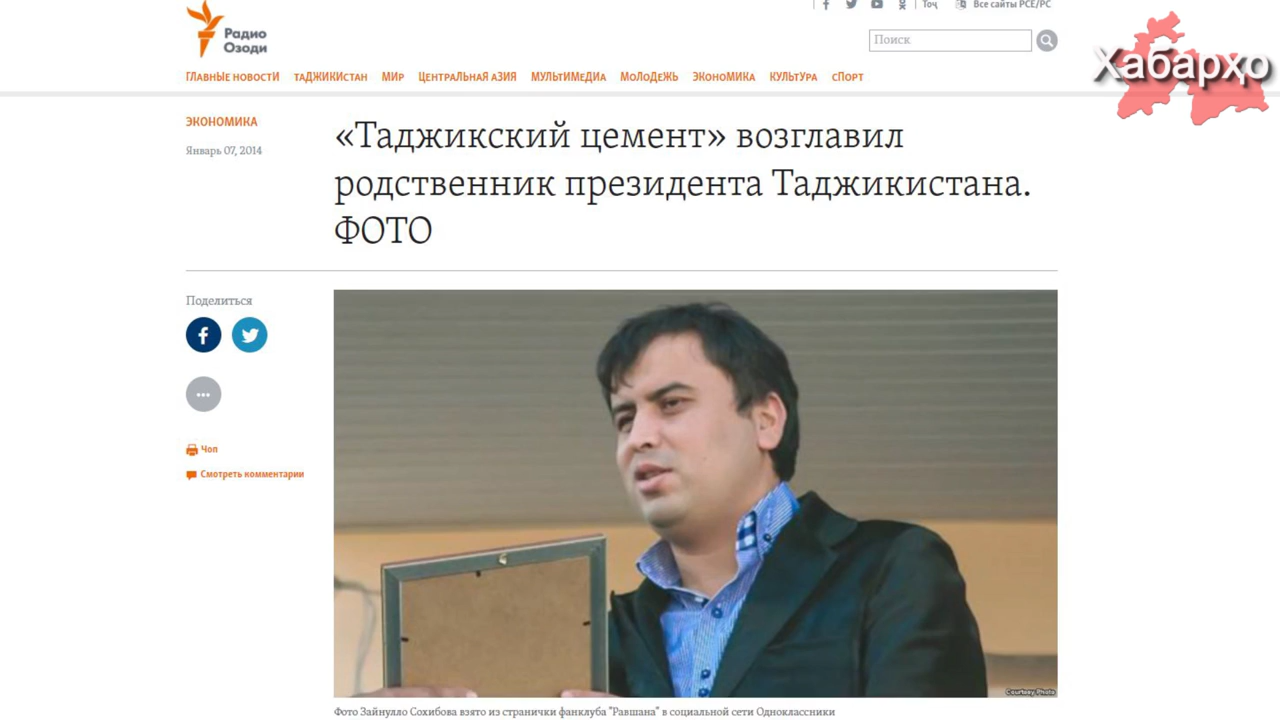 Тоҷ
Все сайты РСЕ/РС
Радио
Озоди
Поиск
Хабарҳо
ГЛАВНЫЕ НОВОСТИ ТАДЖИКИСТАН МИР ЦЕНТРАЛЬНАЯ АЗИЯ МУЛЬТИМЕДИА МОЛОДЕЖЬ ЭКОНОМИКА КУЛЬТУРА СПОРТ
ЭКОНОМИКА
Январь 07, 2014
«Таджикский цемент» возглавил
родственник президента Таджикистана.
ФОТО
Поделиться
Чоп
Смотреть комментарии
Courtesy Photo
Фото Зайнулло Сохибова взято из странички фанклуба "Равшана" в социальной сети Одноклассники